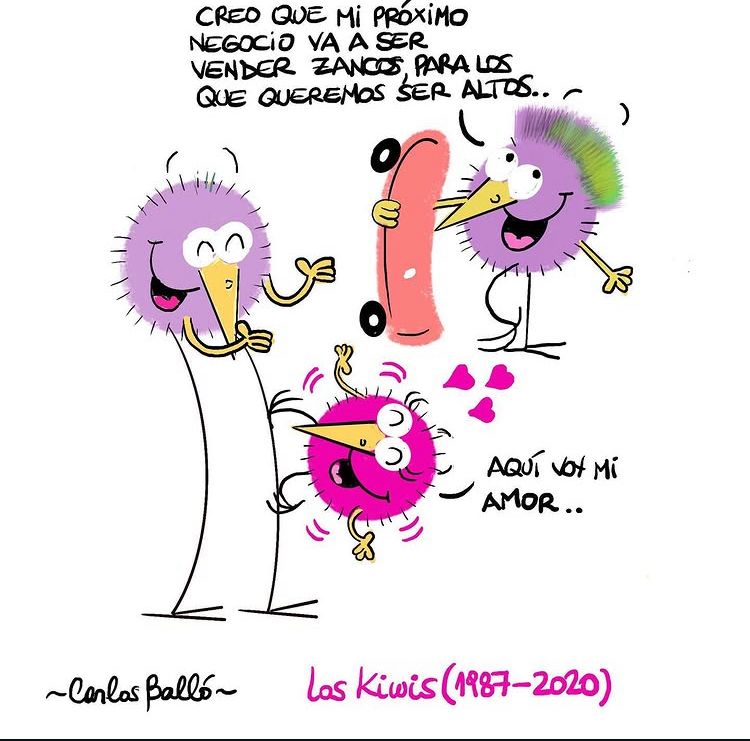 CREO QUE MI PRÓXIMO
NEGOCIO VA A SER
VENDER ZANCOS, PARA LOS
QUE QUEREMOS SER ALTOS..
AQUÍ VOY MI
AMOR..
~Carlos Balló~
Los Kiwis (1987-2020)